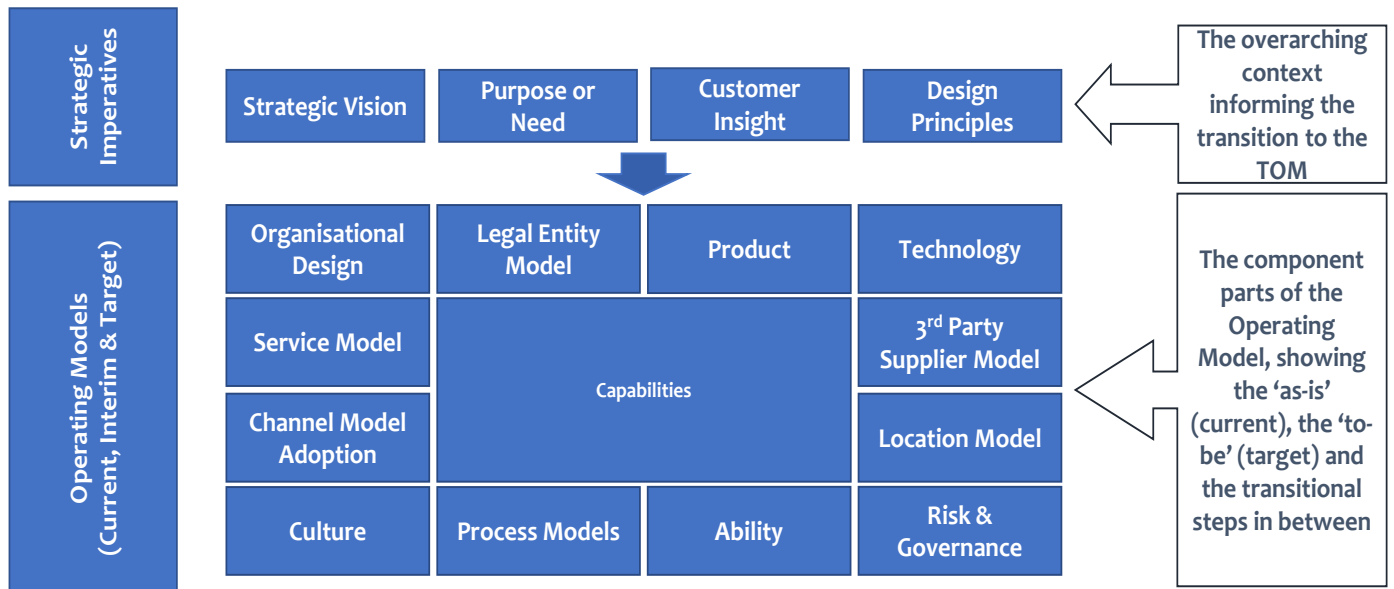 Strategic
Imperatives
Strategic Vision
Purpose or
Need
Customer
Insight
Design
Principles
The overarching
context
informing the
transition to the
TOM
Operating Models
(Current, Interim & Target)
Organisational
Design
Legal Entity
Model
Product
Technology
Service Model
Capabilities
3rd Party
Supplier Model
Channel Model
Adoption
Location Model
Culture
Process Models
Ability
Risk &
Governance
The component
parts of the
Operating
Model, showing
the ‘as-is’
(current), the ‘to-
be’ (target) and
the transitional
steps in between